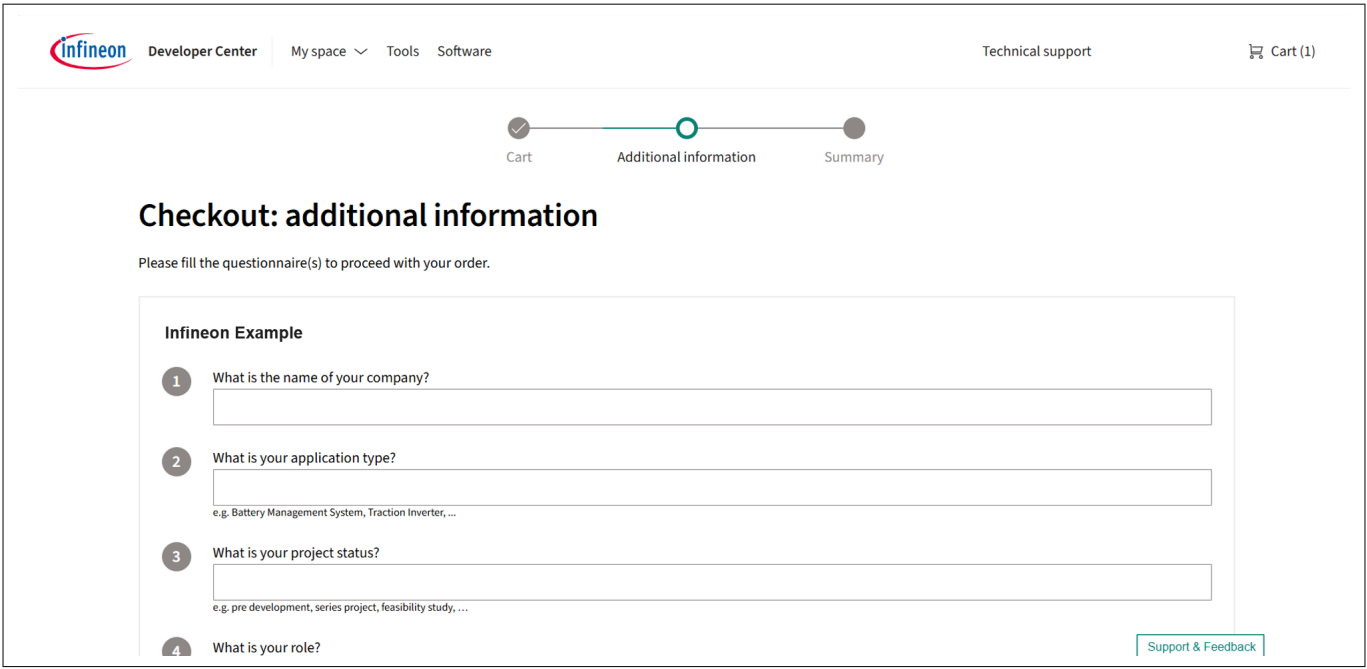 infineon Developer Center My space Tools Software Technical support Cart (1)
Cart Additional information Summary
Checkout: additional information
Please fill the questionnaire(s) to proceed with your order.
Infineon Example
1 What is the name of your company?
2 What is your application type?
e.g. Battery Management System, Traction Inverter, ...
3 What is your project status?
e.g. pre development, series project, feasibility study, ...
4 What is your role?
Support & Feedback